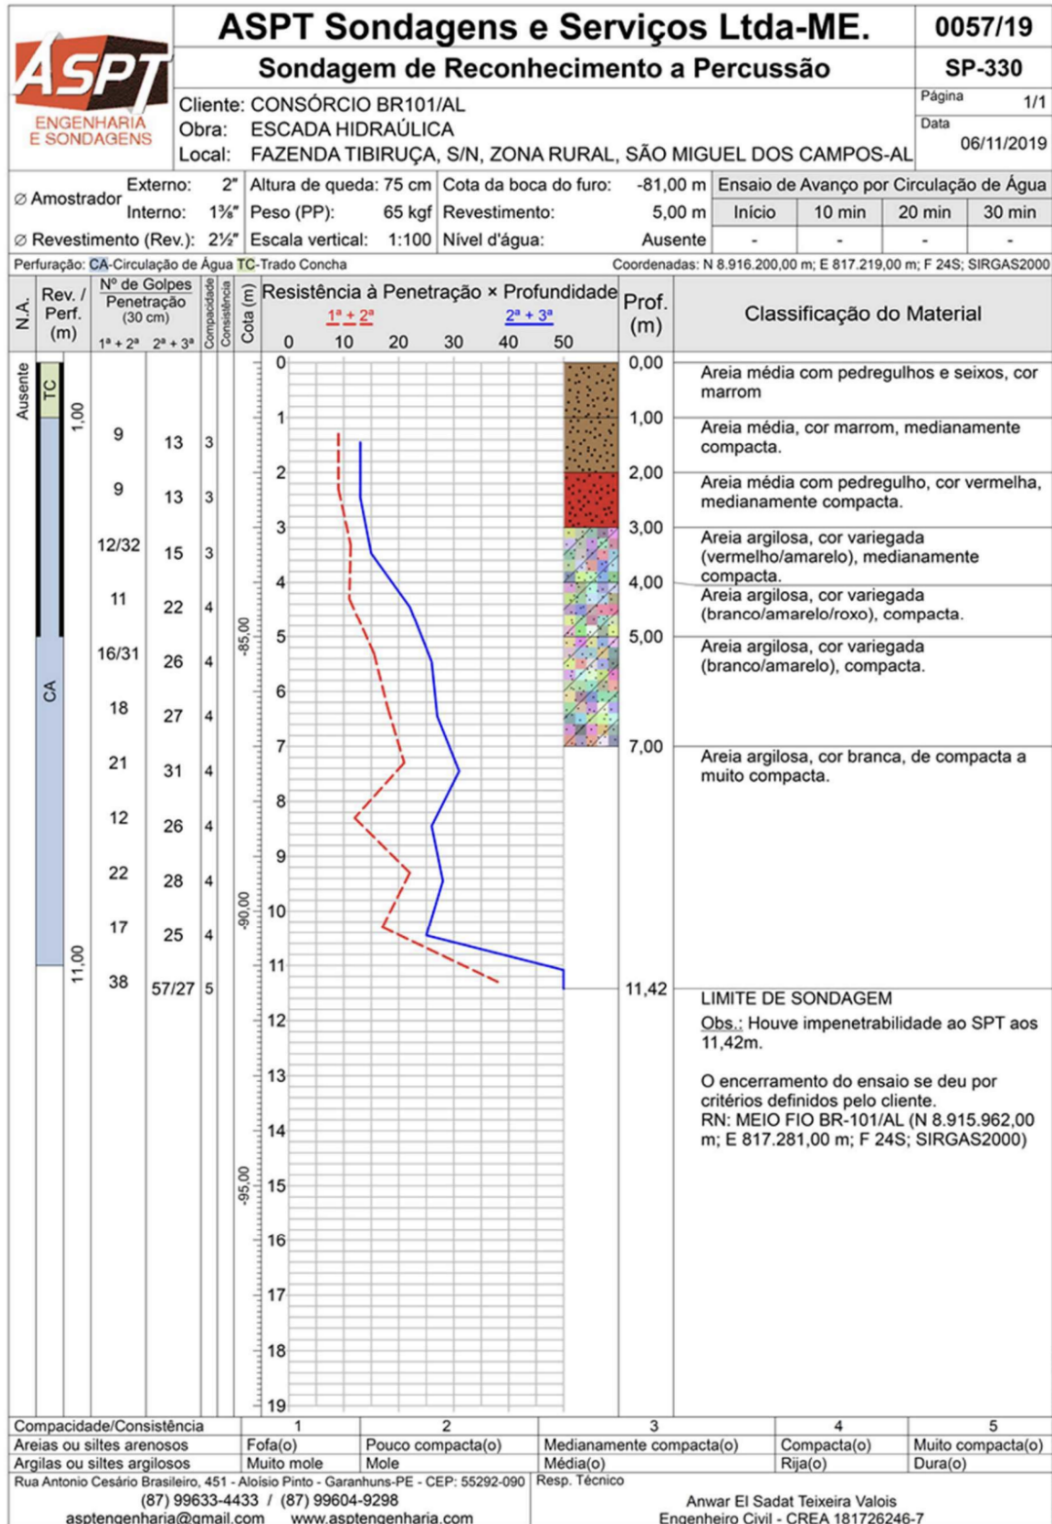 ASPT
ENGENHARIA
E SONDAGENS
ASPT Sondagens e Serviços Ltda-ME.
0057/19
Sondagem de Reconhecimento a Percussão
SP-330
Cliente: CONSÓRCIO BR101/AL
Obra: ESCADA HIDRAÚLICA
Local: FAZENDA TIBIRUÇA, S/N, ZONA RURAL, SÃO MIGUEL DOS CAMPOS-AL
Página
1/1
Data
06/11/2019
Ø Amostrador Externo: 2"
Interno: 1⅜"
Ø Revestimento (Rev.): 2½"
Altura de queda: 75 cm
Peso (PP): 65 kgf
Escala vertical: 1:100
Cota da boca do furo: -81,00 m
Revestimento: 5,00 m
Nível d'água: Ausente
Ensaio de Avanço por Circulação de Água
Início 10 min 20 min 30 min
- - - -
Perfuração: CA-Circulação de Água TC-Trado Concha
Coordenadas: N 8.916.200,00 m; E 817.219,00 m; F 24S; SIRGAS2000
N.A.
Rev. /
Perf.
(m)
Nº de Golpes
Penetração
(30 cm)
1ª + 2ª 2ª + 3ª
Compacidade
Consistência
Cota (m)
Resistência à Penetração × Profundidade
1ª + 2ª 2ª + 3ª
0 10 20 30 40 50
Prof.
(m)
Classificação do Material
Ausente
TC
1,00
CA
11,00
9 13 3
9 13 3
12/32 15 3
11 22 4
16/31 26 4
18 27 4
21 31 4
12 26 4
22 28 4
17 25 4
38 57/27 5
-85,00
-90,00
-95,00
0
1
2
3
4
5
6
7
8
9
10
11
12
13
14
15
16
17
18
19
0,00
Areia média com pedregulhos e seixos, cor
marrom
1,00
Areia média, cor marrom, medianamente
compacta.
2,00
Areia média com pedregulho, cor vermelha,
medianamente compacta.
3,00
Areia argilosa, cor variegada
(vermelho/amarelo), medianamente
compacta.
4,00
Areia argilosa, cor variegada
(branco/amarelo/roxo), compacta.
5,00
Areia argilosa, cor variegada
(branco/amarelo), compacta.
7,00
Areia argilosa, cor branca, de compacta a
muito compacta.
11,42
LIMITE DE SONDAGEM
Obs.: Houve impenetrabilidade ao SPT aos
11,42m.
O encerramento do ensaio se deu por
critérios definidos pelo cliente.
RN: MEIO FIO BR-101/AL (N 8.915.962,00
m; E 817.281,00 m; F 24S; SIRGAS2000)
Compacidade/Consistência 1 2 3 4 5
Areias ou siltes arenosos Fofa(o) Pouco compacta(o) Medianamente compacta(o) Compacta(o) Muito compacta(o)
Argilas ou siltes argilosos Muito mole Mole Média(o) Rija(o) Dura(o)
Rua Antonio Cesário Brasileiro, 451 - Aloísio Pinto - Garanhuns-PE - CEP: 55292-090
(87) 99633-4433 / (87) 99604-9298
asptengenharia@gmail.com www.asptengenharia.com
Resp. Técnico
Anwar El Sadat Teixeira Valois
Engenheiro Civil - CREA 181726246-7